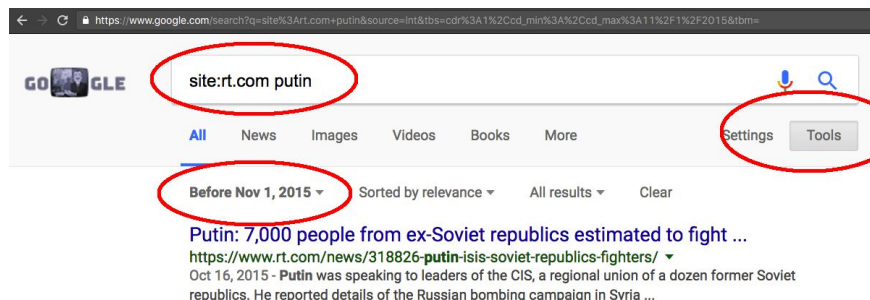 https://www.google.com/search?q=site%3Art.com+putin&source=lnt&tbs=cdr%3A1%2Ccd_min%3A%2Ccd_max%3A11%2F1%2F2015&tbm=
GO GLE
site:rt.com putin
All News Images Videos Books More Settings Tools
Before Nov 1, 2015 Sorted by relevance All results Clear
Putin: 7,000 people from ex-Soviet republics estimated to fight ...
https://www.rt.com/news/318826-putin-isis-soviet-republics-fighters/
Oct 16, 2015 - Putin was speaking to leaders of the CIS, a regional union of a dozen former Soviet
republics. He reported details of the Russian bombing campaign in Syria ...